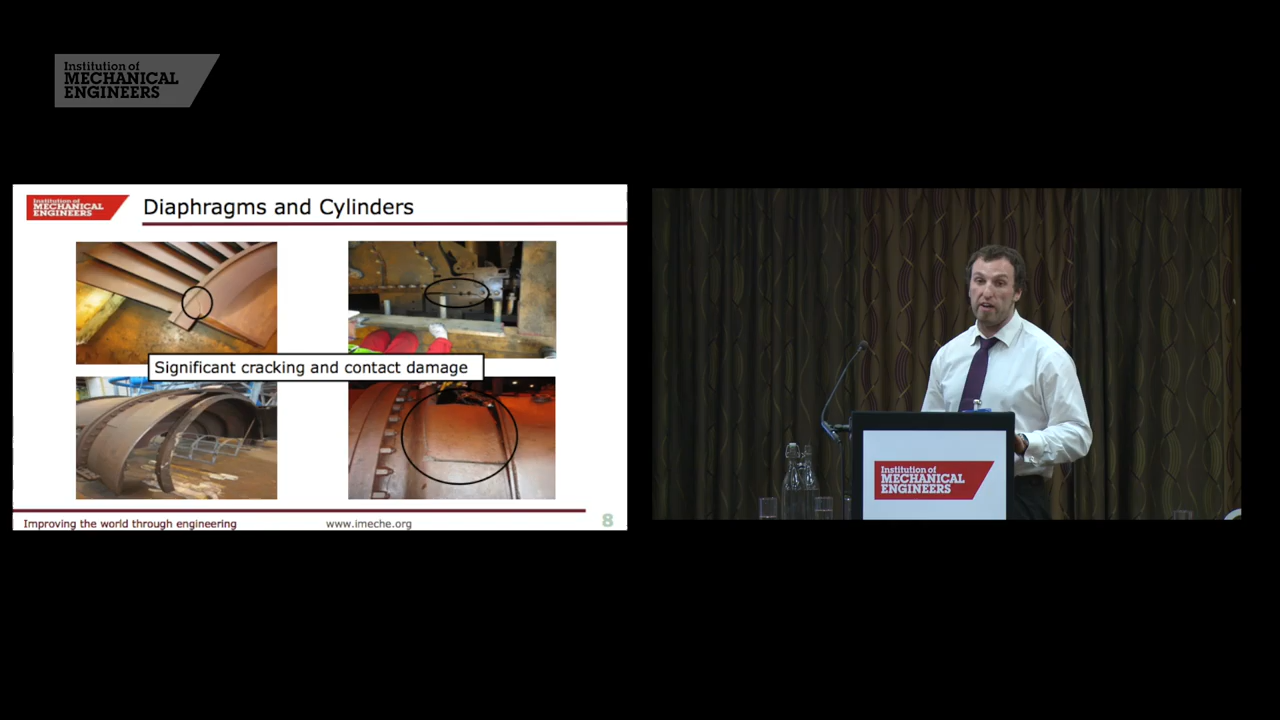 Institution of
MECHANICAL
ENGINEERS
Institution of
MECHANICAL
ENGINEERS
Diaphragms and Cylinders
Significant cracking and contact damage
Improving the world through engineering
www.imeche.org
8
Institution of
MECHANICAL
ENGINEERS